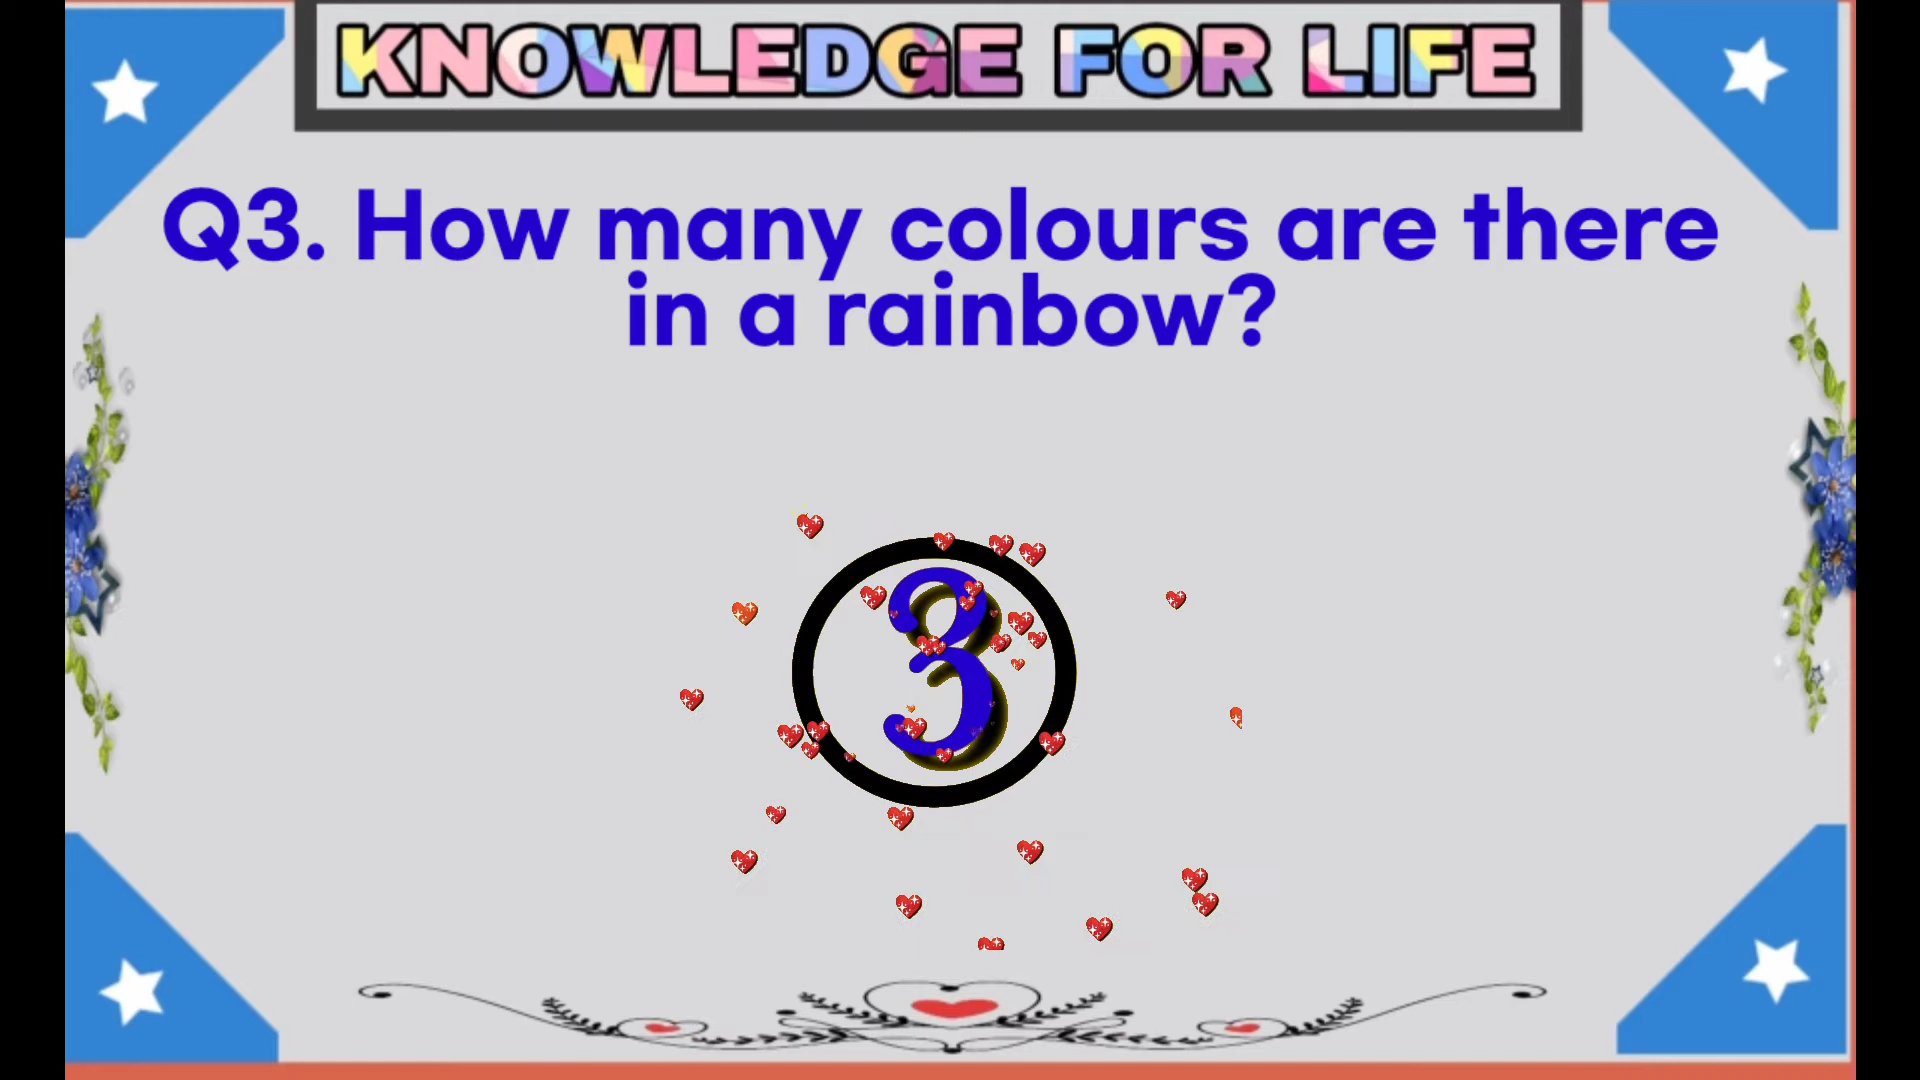 KNOWLEDGE FOR LIFE
Q3. How many colours are there
in a rainbow?
3